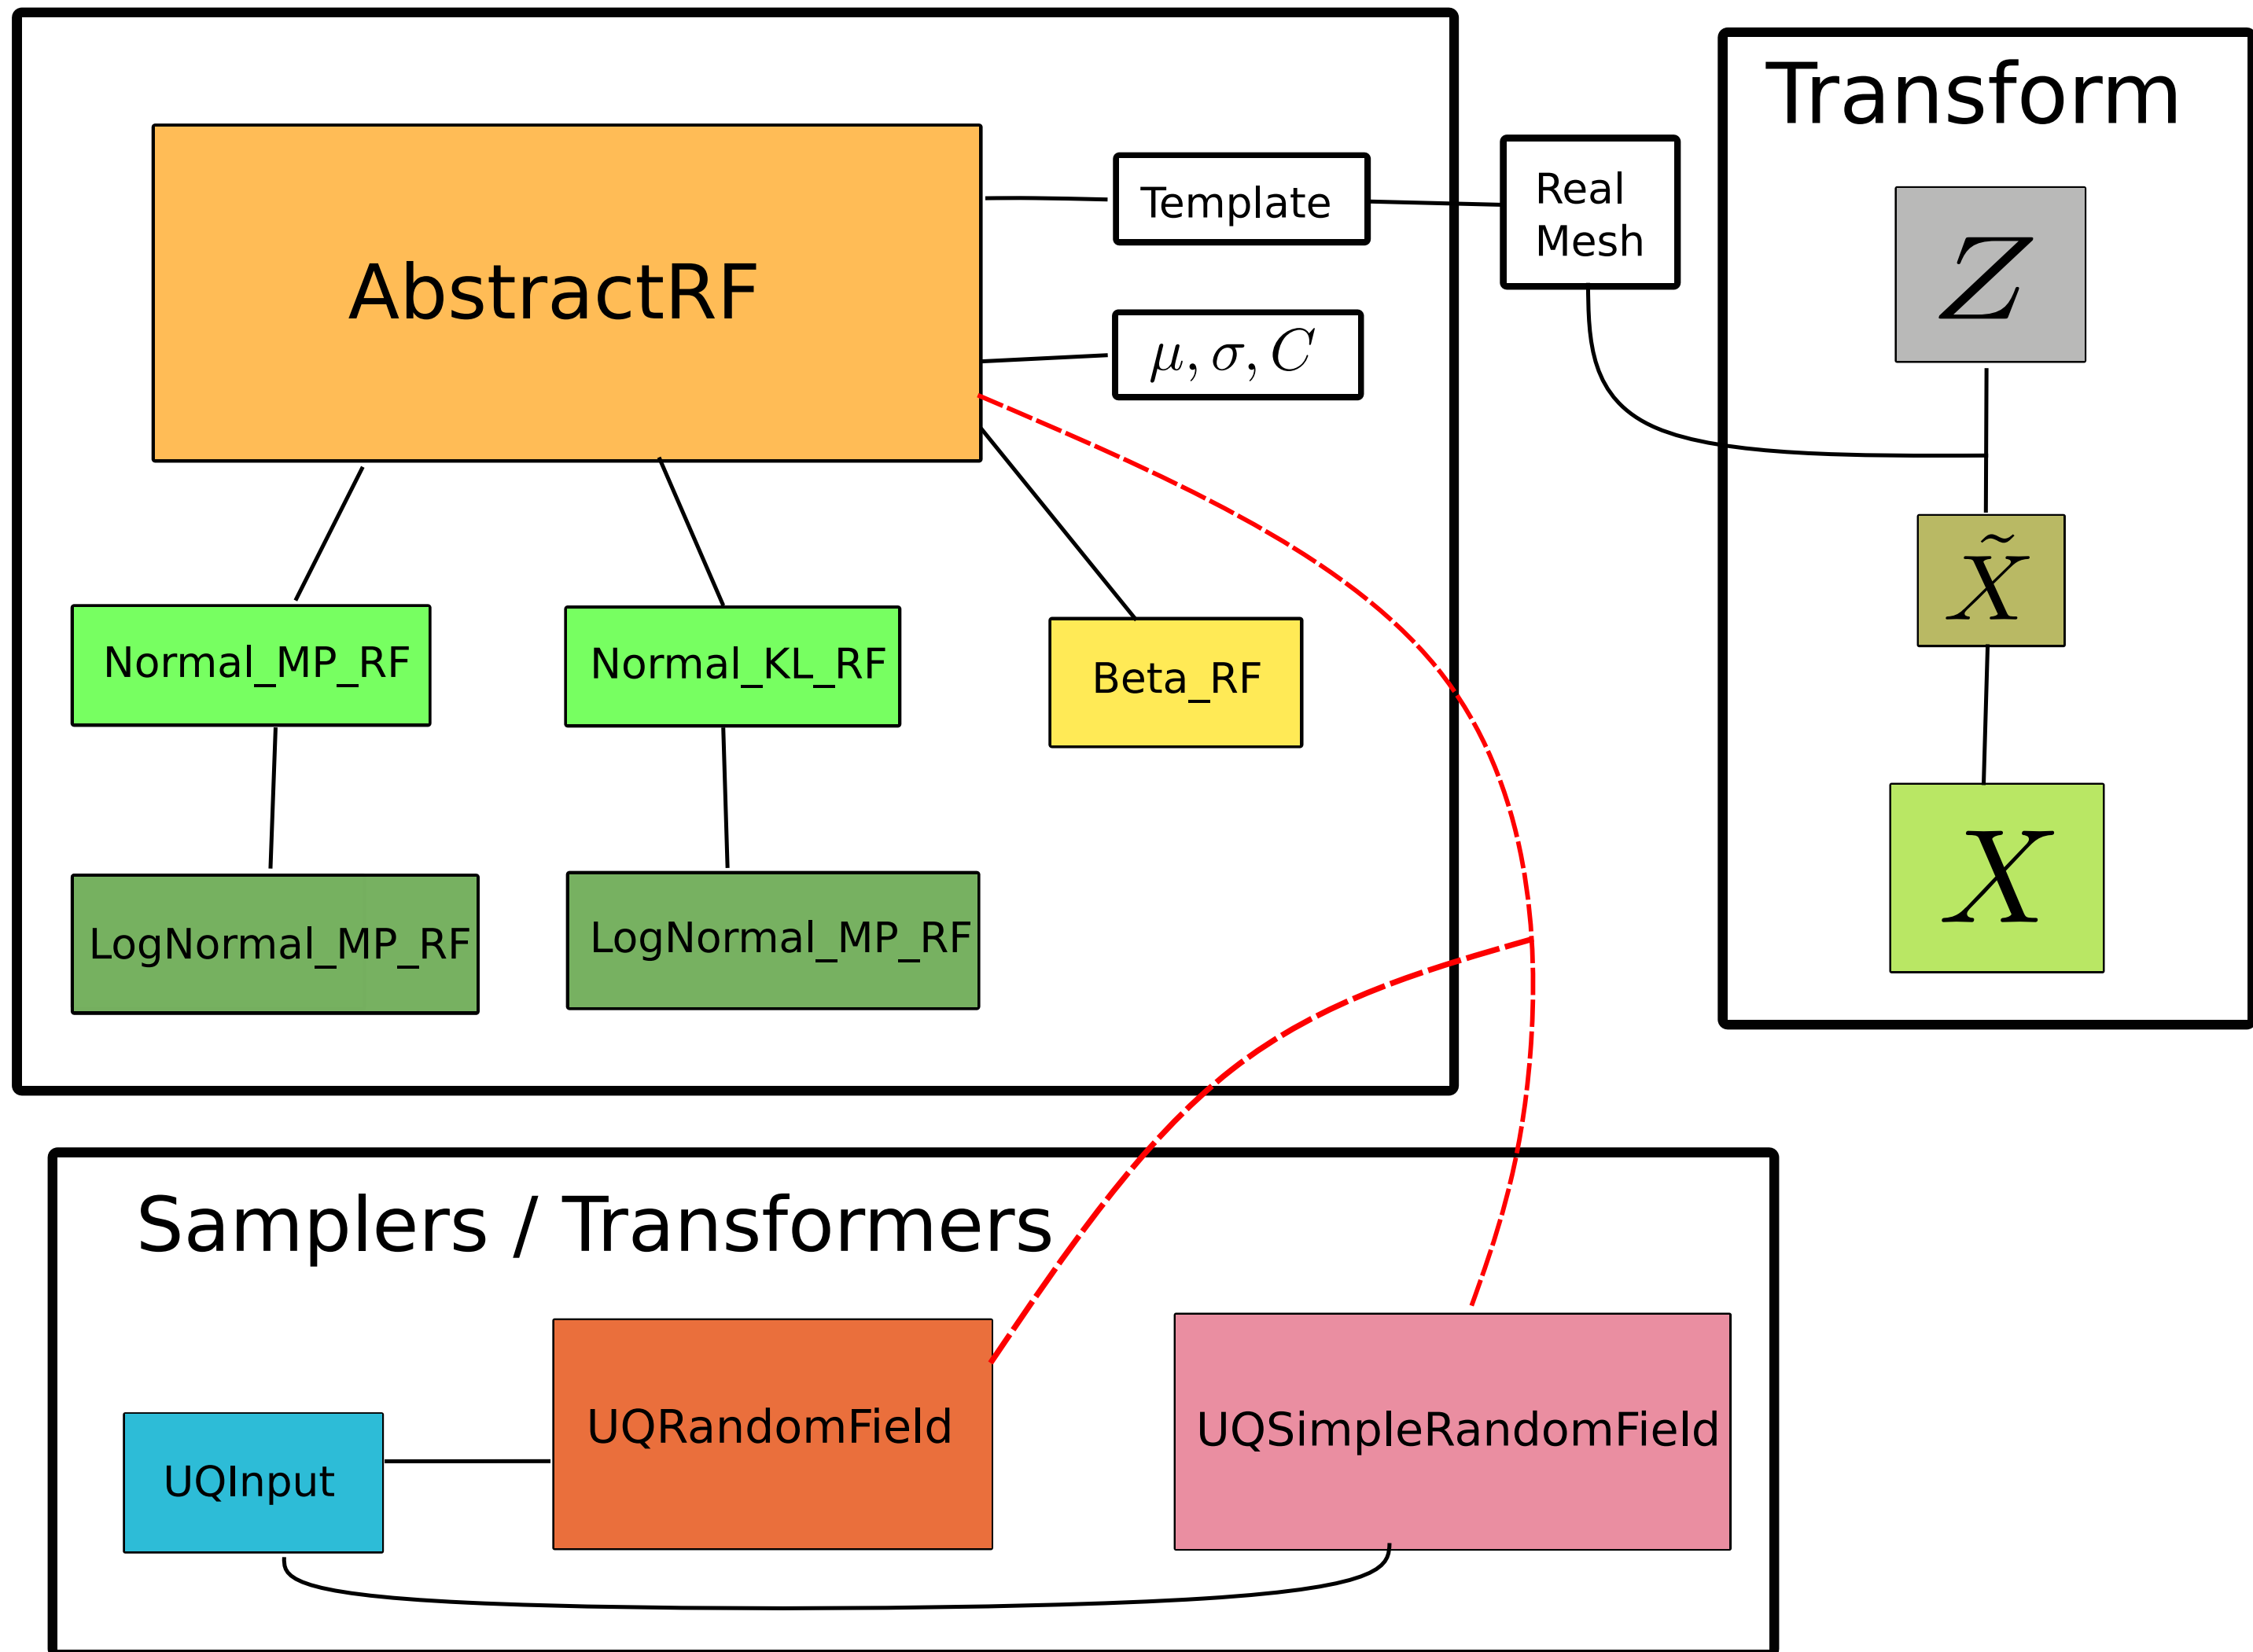 Transform
AbstractRF
Template
Real
Mesh
Z
μ, σ, C
X̃
Normal_MP_RF
Normal_KL_RF
Beta_RF
X
LogNormal_MP_RF
LogNormal_MP_RF
Samplers / Transformers
UQInput
UQRandomField
UQSimpleRandomField